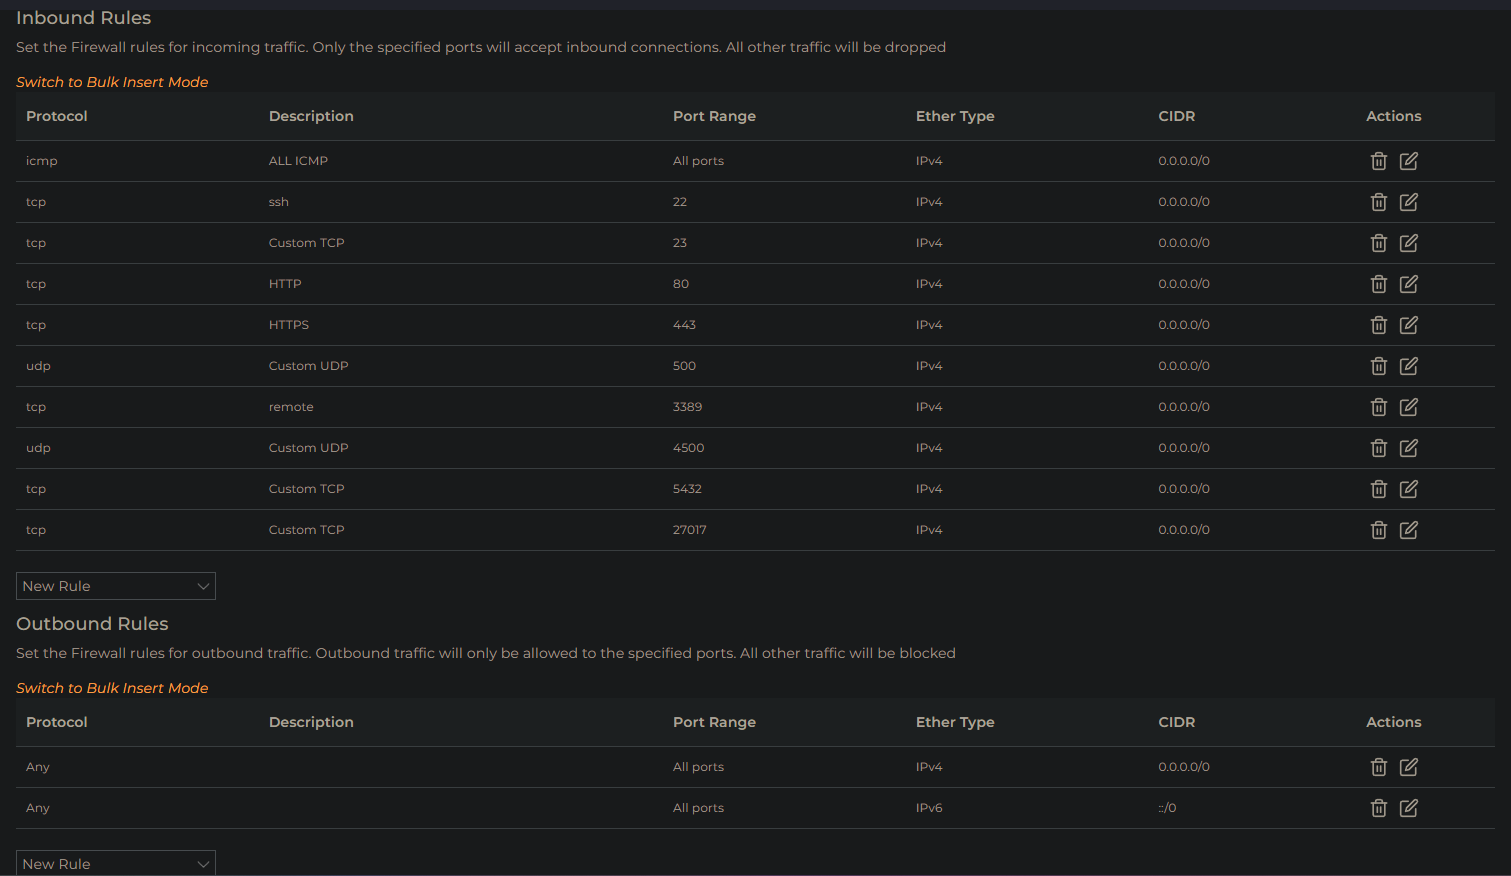 Inbound Rules
Set the Firewall rules for incoming traffic. Only the specified ports will accept inbound connections. All other traffic will be dropped
Switch to Bulk Insert Mode
Protocol Description Port Range Ether Type CIDR Actions
icmp ALL ICMP All ports IPv4 0.0.0.0/0
tcp ssh 22 IPv4 0.0.0.0/0
tcp Custom TCP 23 IPv4 0.0.0.0/0
tcp HTTP 80 IPv4 0.0.0.0/0
tcp HTTPS 443 IPv4 0.0.0.0/0
udp Custom UDP 500 IPv4 0.0.0.0/0
tcp remote 3389 IPv4 0.0.0.0/0
udp Custom UDP 4500 IPv4 0.0.0.0/0
tcp Custom TCP 5432 IPv4 0.0.0.0/0
tcp Custom TCP 27017 IPv4 0.0.0.0/0
New Rule
Outbound Rules
Set the Firewall rules for outbound traffic. Outbound traffic will only be allowed to the specified ports. All other traffic will be blocked
Switch to Bulk Insert Mode
Protocol Description Port Range Ether Type CIDR Actions
Any All ports IPv4 0.0.0.0/0
Any All ports IPv6 ::/0
New Rule